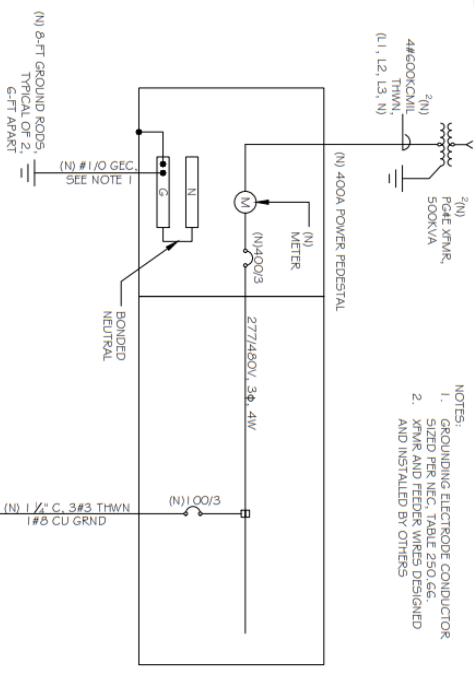 2(N)
PG&E XFMR,
500KVA
2(N)
4#600KCMIL
THWN,
(L1, L2, L3, N)
(N) 400A POWER PEDESTAL
(N)
METER
M
(N)400/3
277/480V, 3Φ, 4W
N
G
BONDED
NEUTRAL
(N) #1/0 GEC,
SEE NOTE 1
(N) 8-FT GROUND RODS,
TYPICAL OF 2,
6-FT APART
(N)100/3
(N) 1 ¼" C, 3#3 THWN
1#8 CU GRND
NOTES:
1. GROUNDING ELECTRODE CONDUCTOR
SIZED PER NEC, TABLE 250.66.
2. XFMR AND FEEDER WIRES DESIGNED
AND INSTALLED BY OTHERS